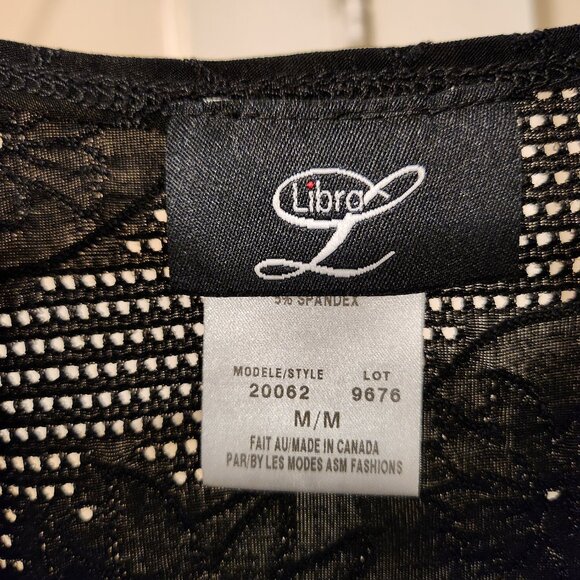 Libra
L
5% SPANDEX
MODELE/STYLE LOT
20062 9676
M/M
FAIT AU/MADE IN CANADA
PAR/BY LES MODES ASM FASHIONS